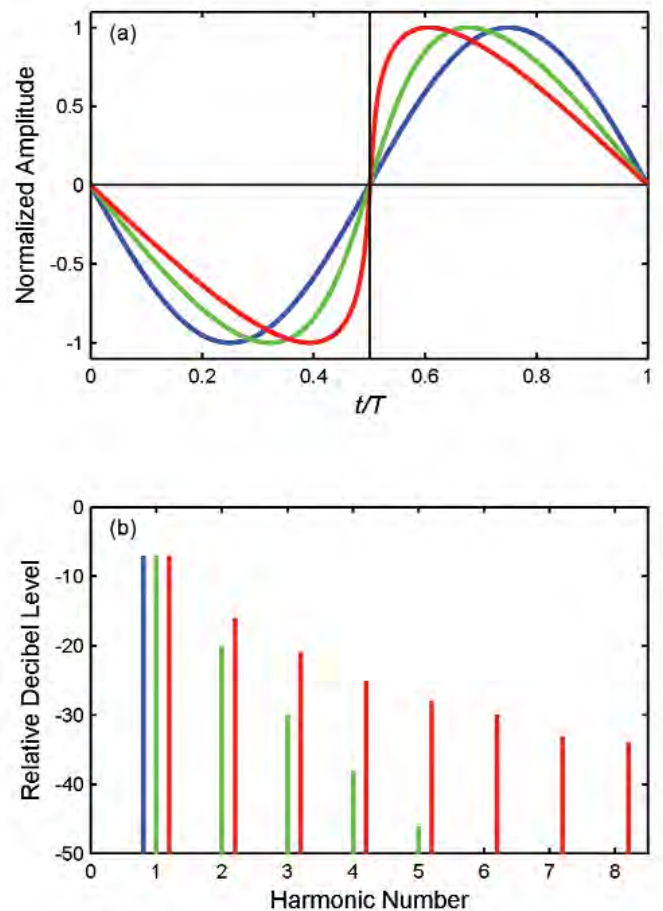 (a)
Normalized Amplitude
1
0.5
0
-0.5
-1
0 0.2 0.4 0.6 0.8 1
t/T
(b)
Relative Decibel Level
0
-10
-20
-30
-40
-50
0 1 2 3 4 5 6 7 8
Harmonic Number